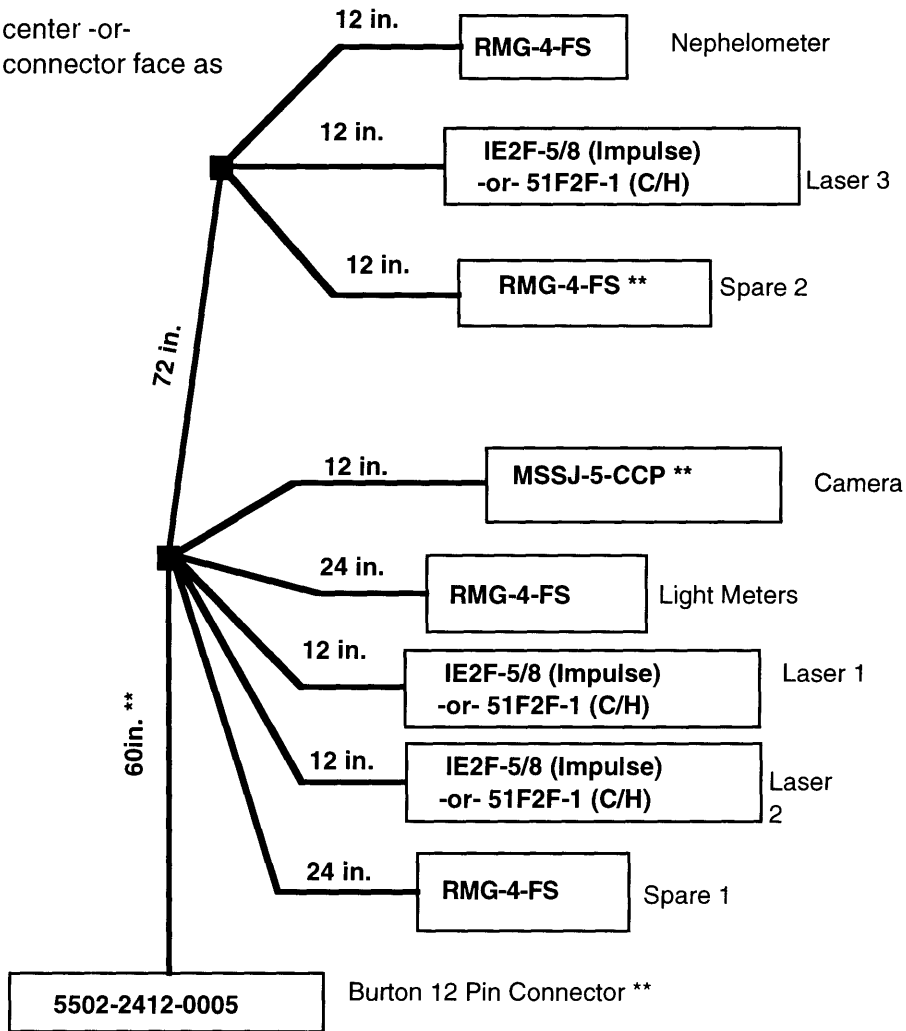 center -or-
connector face as
12 in.
RMG-4-FS
Nephelometer
12 in.
IE2F-5/8 (Impulse)
-or- 51F2F-1 (C/H)
Laser 3
12 in.
RMG-4-FS **
Spare 2
72 in.
12 in.
MSSJ-5-CCP **
Camera
24 in.
RMG-4-FS
Light Meters
12 in.
IE2F-5/8 (Impulse)
-or- 51F2F-1 (C/H)
Laser 1
12 in.
IE2F-5/8 (Impulse)
-or- 51F2F-1 (C/H)
Laser
2
60in. **
24 in.
RMG-4-FS
Spare 1
5502-2412-0005
Burton 12 Pin Connector **